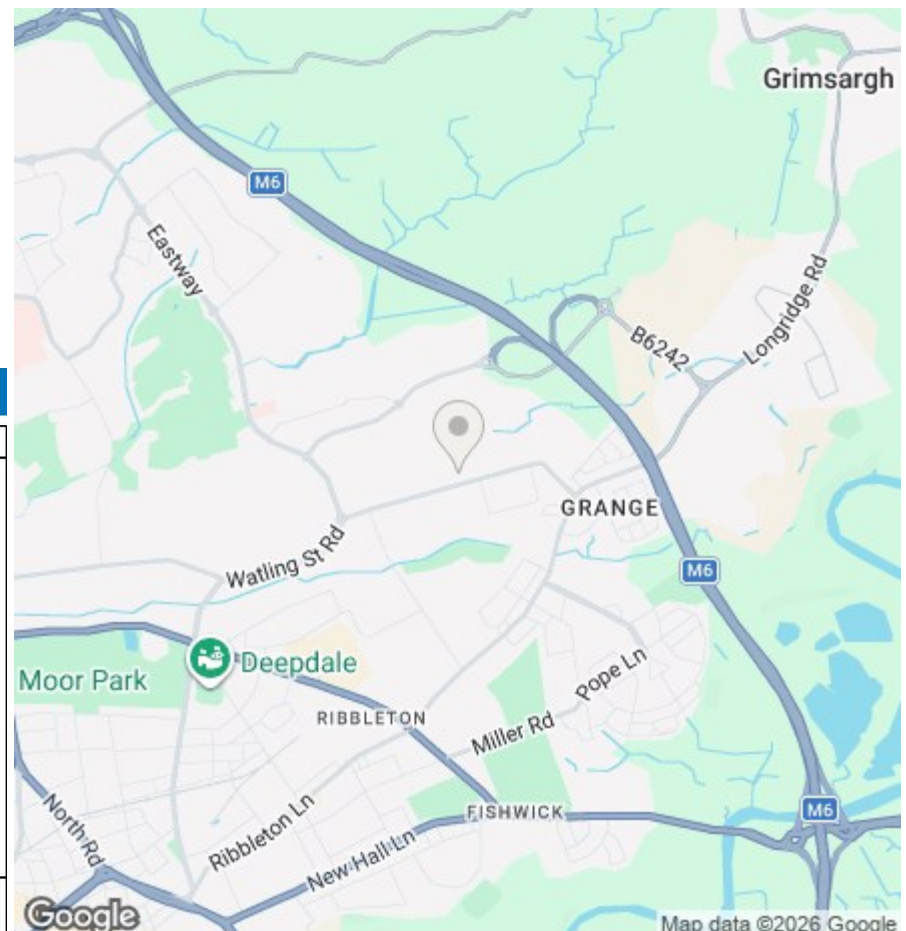 Grimsargh
M6
Eastway
Longridge Rd
B6242
GRANGE
Watling St Rd
M6
Deepdale
Moor Park
Pope Ln
RIBBLETON
Miller Rd
North Rd
Ribbleton Ln
FISHWICK
M6
New Hall Ln
Google
Map data ©2026 Google